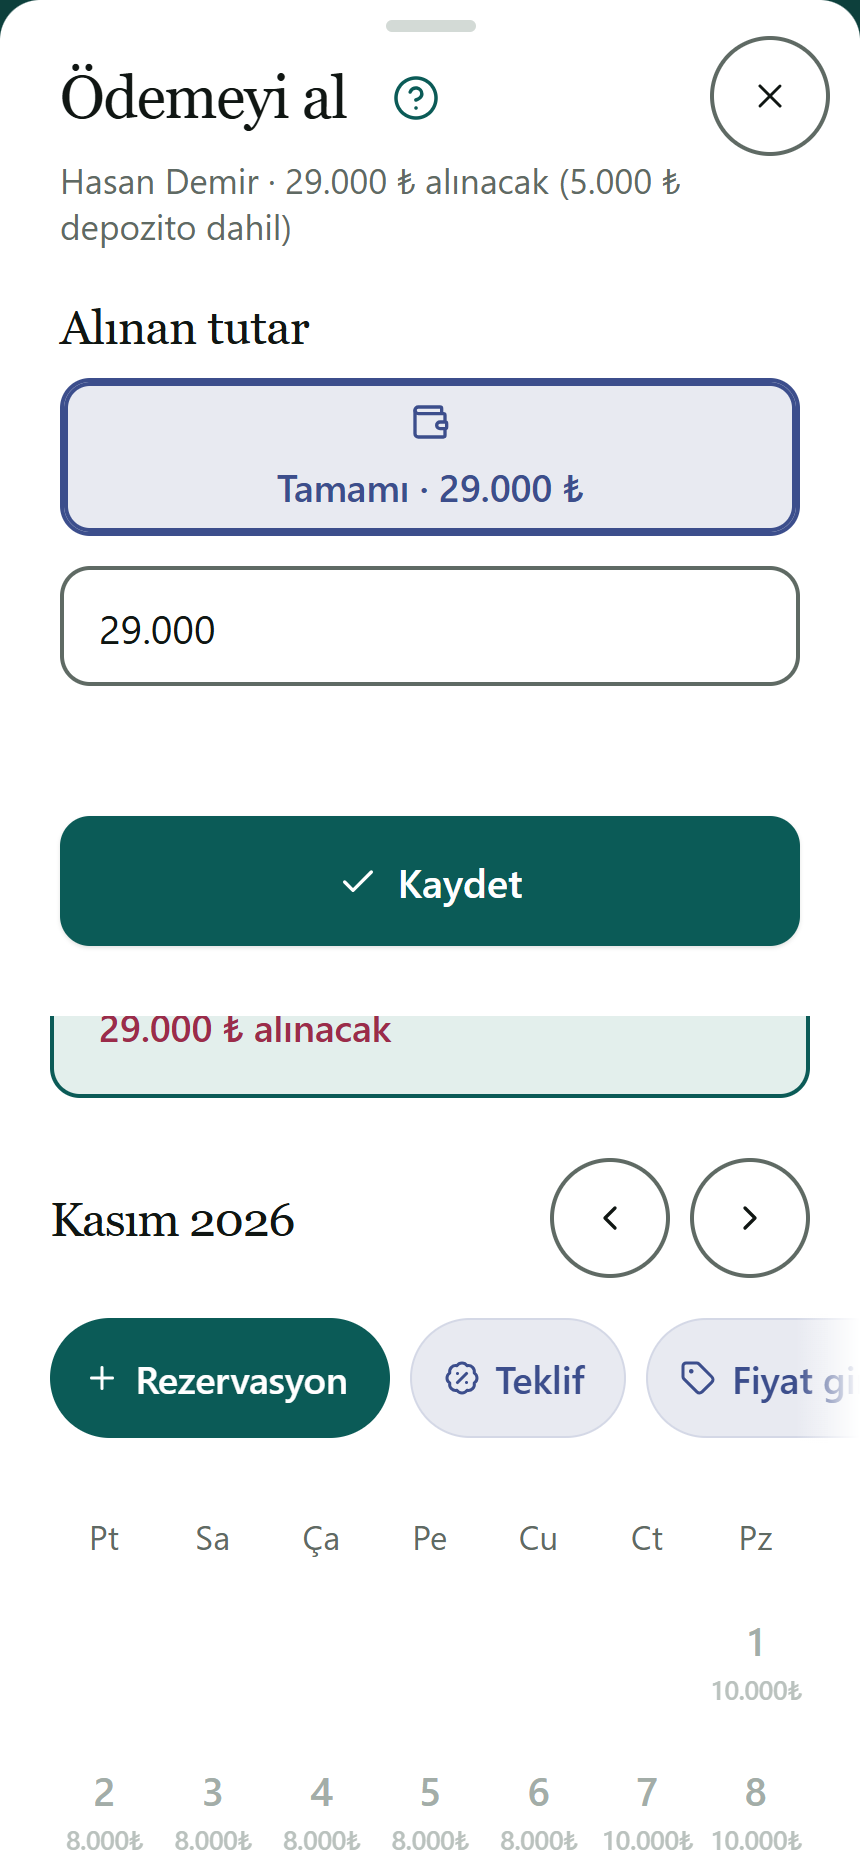 Ödemeyi al
Hasan Demir · 29.000 ₺ alınacak (5.000 ₺
depozito dahil)
Alınan tutar
Tamamı · 29.000 ₺
29.000
Kaydet
29.000 ₺ alınacak
Kasım 2026
Rezervasyon Teklif Fiyat
Pt Sa Ça Pe Cu Ct Pz
1
10.000₺
2 3 4 5 6 7 8
8.000₺ 8.000₺ 8.000₺ 8.000₺ 8.000₺ 10.000₺ 10.000₺